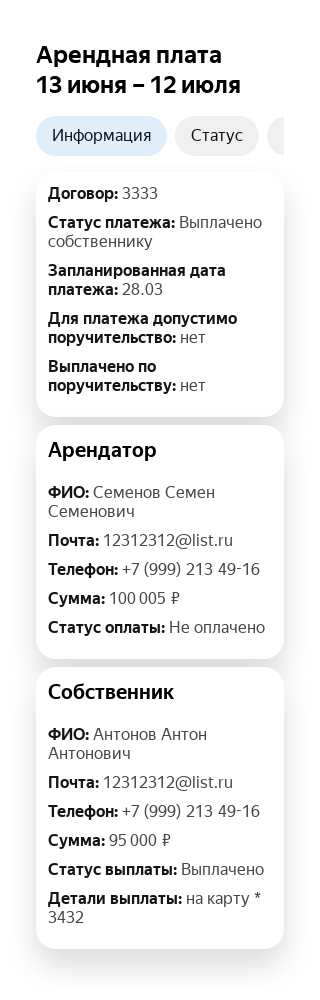 Арендная плата
13 июня – 12 июля
Информация
Статус
Договор: 3333
Статус платежа: Выплачено
собственнику
Запланированная дата
платежа: 28.03
Для платежа допустимо
поручительство: нет
Выплачено по
поручительству: нет
Арендатор
ФИО: Семенов Семен
Семенович
Почта: 12312312@list.ru
Телефон: +7 (999) 213 49-16
Сумма: 100 005 ₽
Статус оплаты: Не оплачено
Собственник
ФИО: Антонов Антон
Антонович
Почта: 12312312@list.ru
Телефон: +7 (999) 213 49-16
Сумма: 95 000 ₽
Статус выплаты: Выплачено
Детали выплаты: на карту *
3432